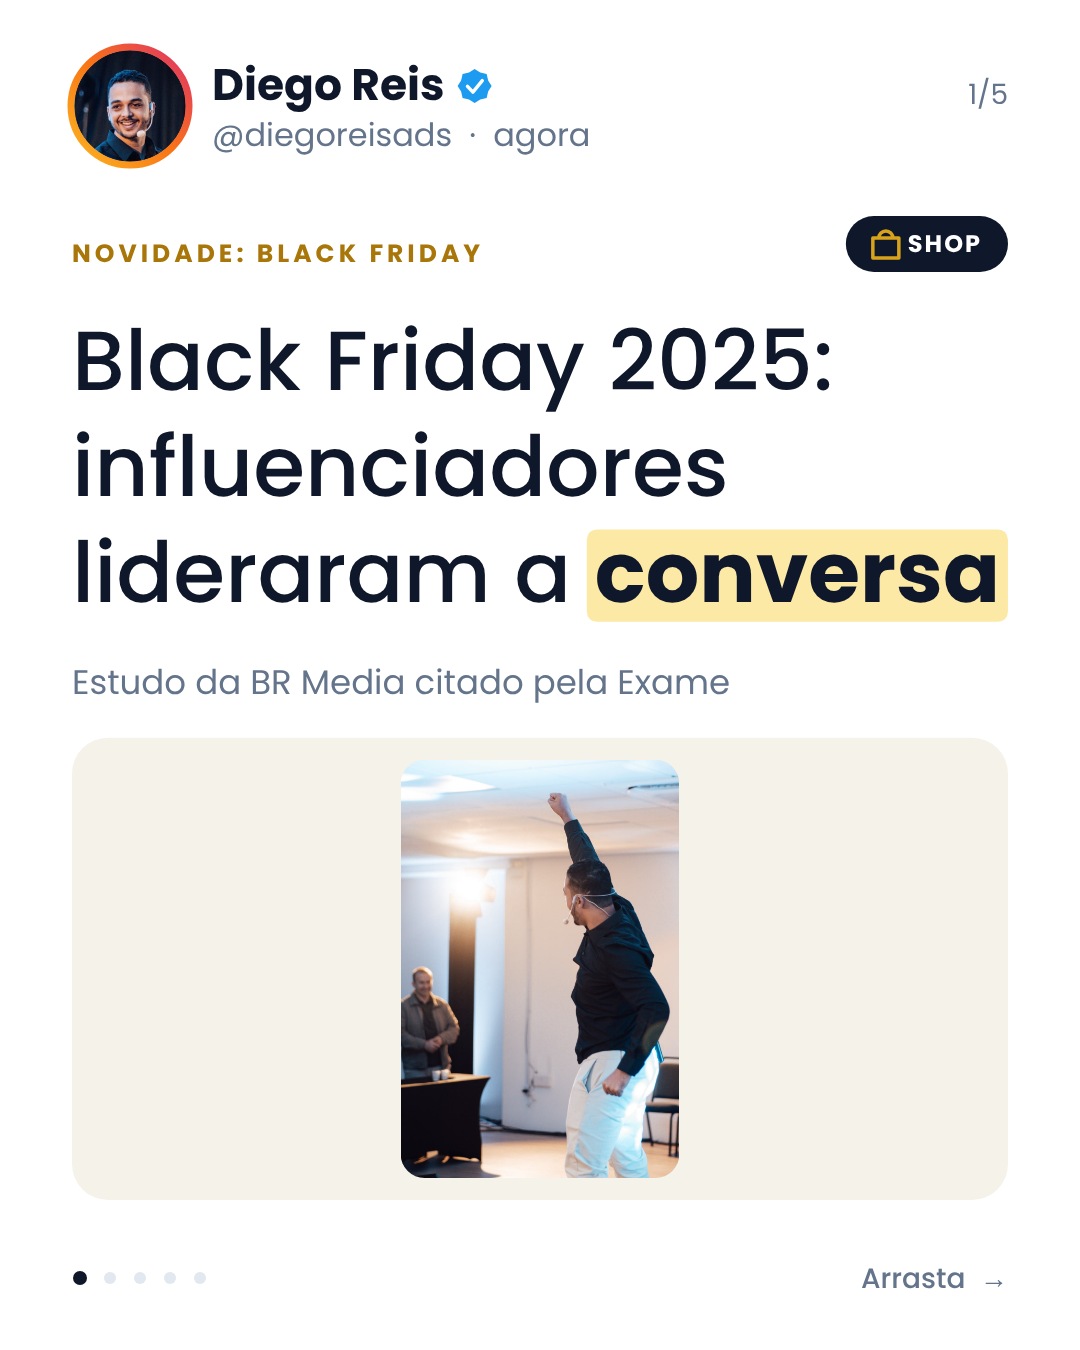 Diego Reis
@diegoreisads · agora
1/5
NOVIDADE: BLACK FRIDAY
SHOP
Black Friday 2025:
influenciadores
lideraram a conversa
Estudo da BR Media citado pela Exame
Arrasta →